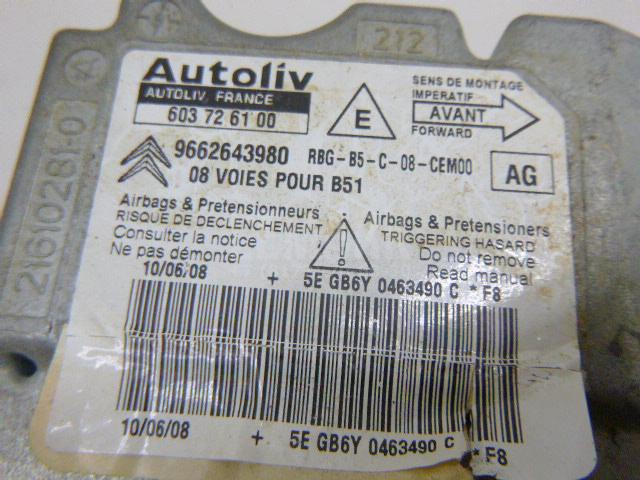 212
A
21610281-0
Autoliv
AUTOLIV FRANCE
603 72 61 00
E
SENS DE MONTAGE
IMPERATIF
AVANT
FORWARD
9662643980 RBG-B5-C-08-CEM00
08 VOIES POUR B51
AG
Airbags & Pretensionneurs
RISQUE DE DECLENCHEMENT
Consulter la notice
Ne pas démonter
!
Airbags & Pretensioners
TRIGGERING HASARD
Do not remove
Read manual
10/06/08 + 5E GB6Y 0463490 C *F8
10/06/08 + 5E GB6Y 0463490 C *F8